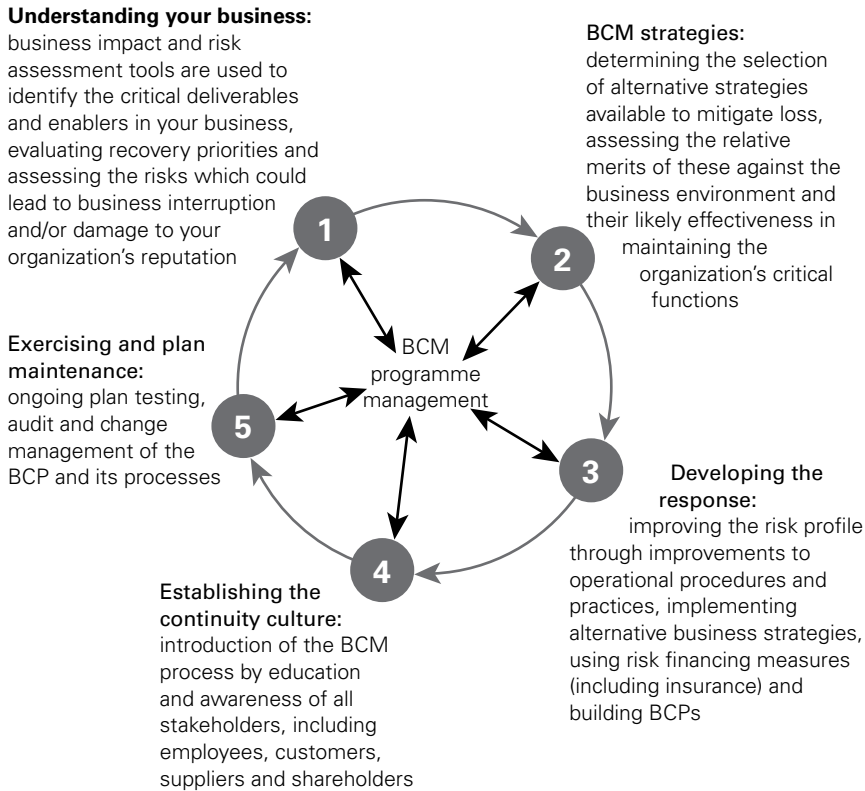 Understanding your business:
business impact and risk
assessment tools are used to
identify the critical deliverables
and enablers in your business,
evaluating recovery priorities and
assessing the risks which could
lead to business interruption
and/or damage to your
organization’s reputation
1
BCM strategies:
determining the selection
of alternative strategies
available to mitigate loss,
assessing the relative
merits of these against the
business environment and
their likely effectiveness in
maintaining the
organization’s critical
functions
2
BCM
programme
management
Developing the
response:
improving the risk profile
through improvements to
operational procedures and
practices, implementing
alternative business strategies,
using risk financing measures
(including insurance) and
building BCPs
3
Establishing the
continuity culture:
introduction of the BCM
process by education
and awareness of all
stakeholders, including
employees, customers,
suppliers and shareholders
4
Exercising and plan
maintenance:
ongoing plan testing,
audit and change
management of the
BCP and its processes
5